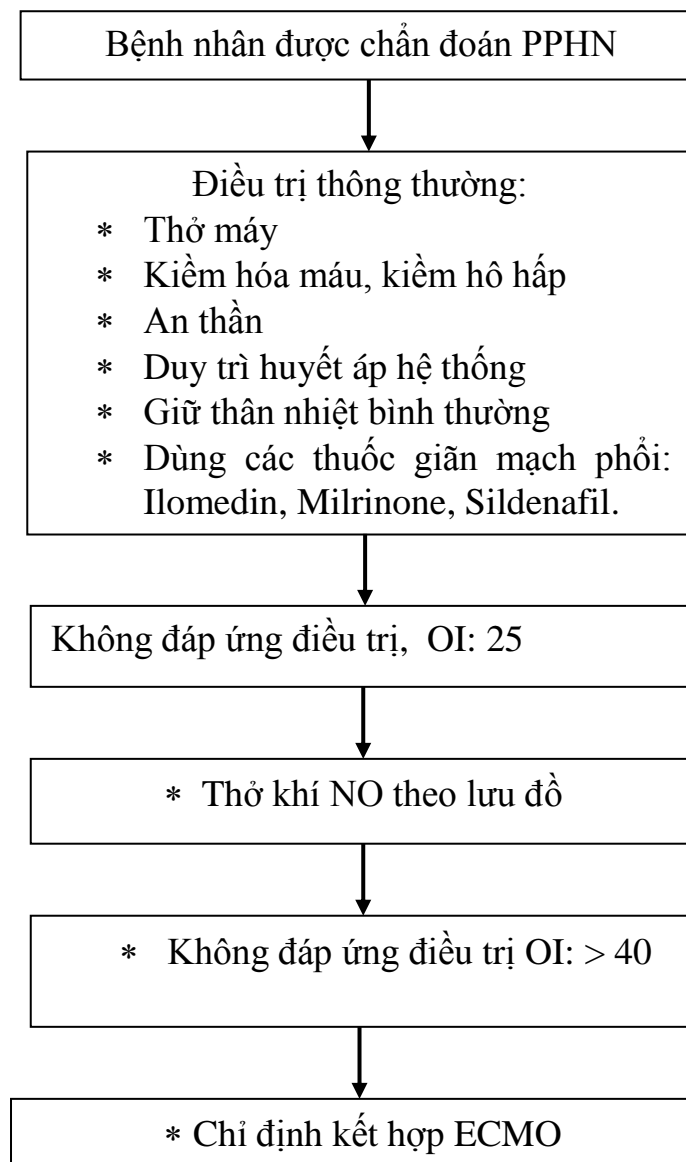 Bệnh nhân được chẩn đoán PPHN
Điều trị thông thường:
* Thở máy
* Kiềm hóa máu, kiềm hô hấp
* An thần
* Duy trì huyết áp hệ thống
* Giữ thân nhiệt bình thường
* Dùng các thuốc giãn mạch phổi:
Ilomedin, Milrinone, Sildenafil.
Không đáp ứng điều trị, OI: 25
* Thở khí NO theo lưu đồ
* Không đáp ứng điều trị OI: > 40
* Chỉ định kết hợp ECMO